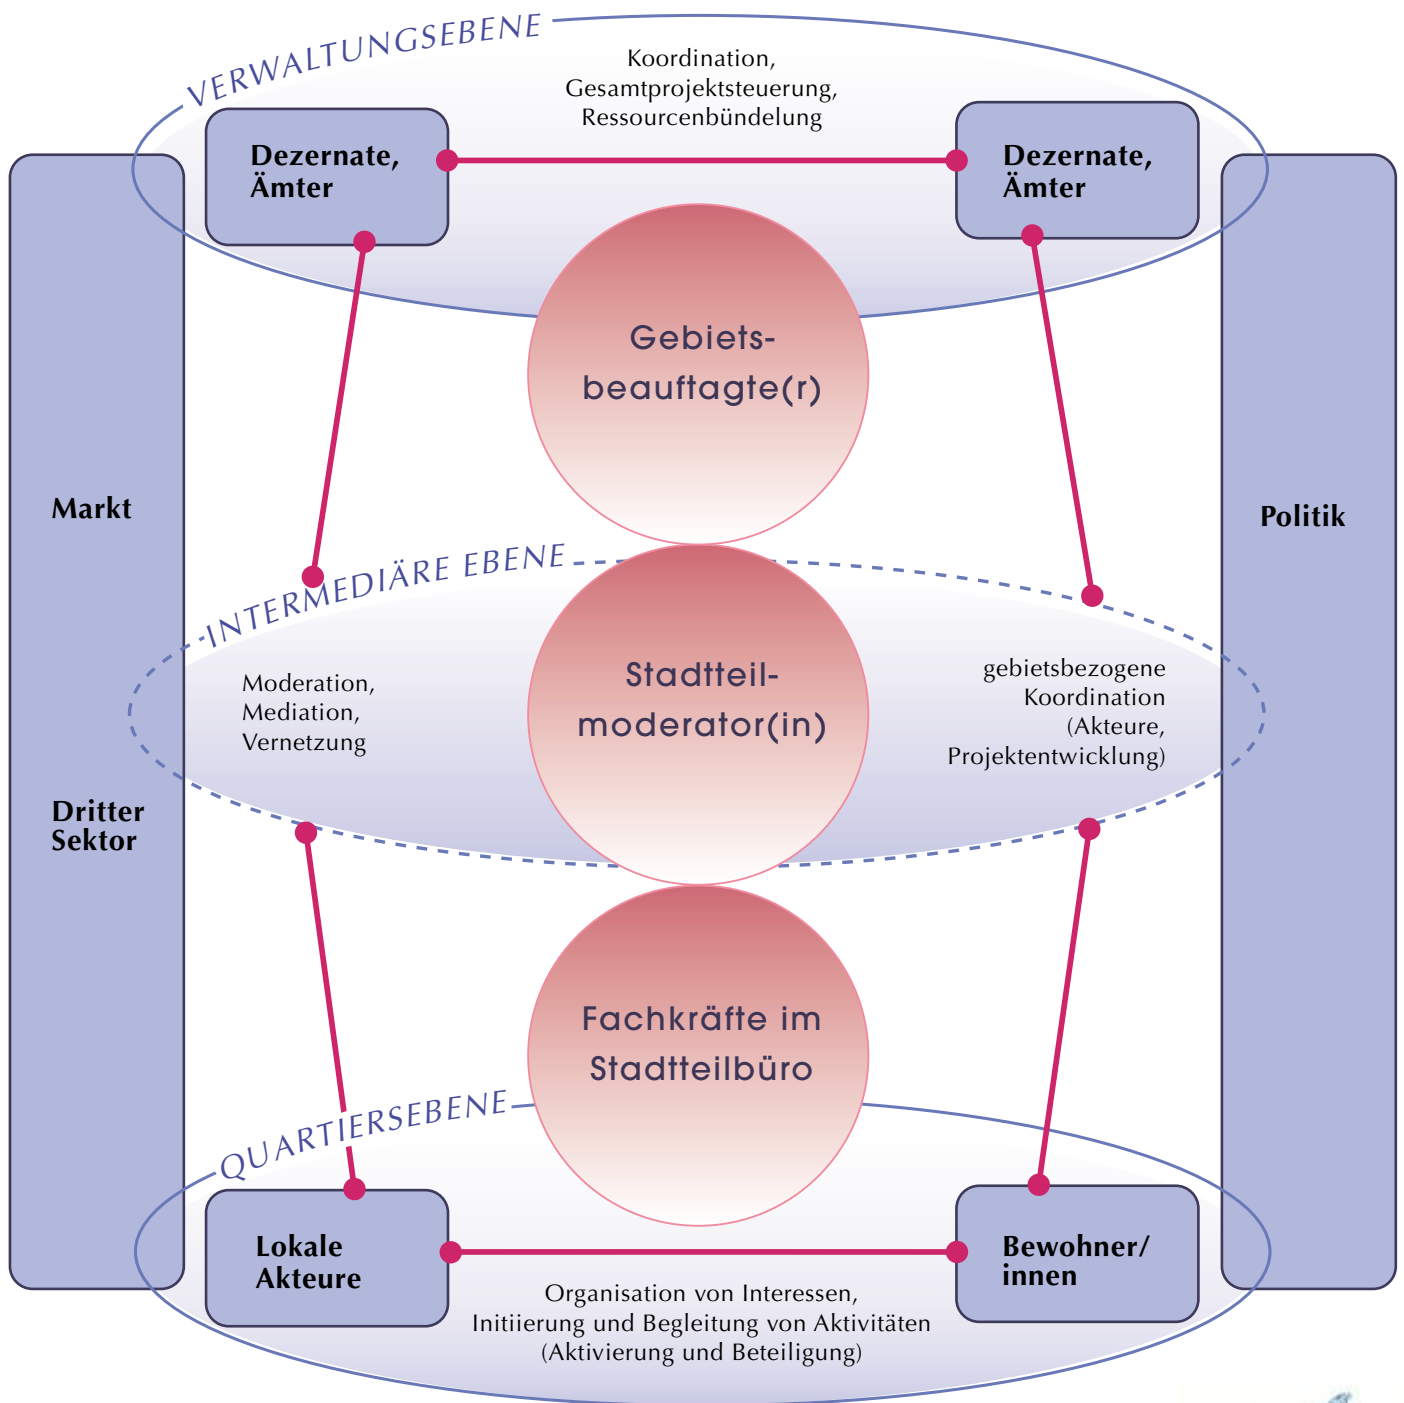 VERWALTUNGSEBENE
Koordination,
Gesamtprojektsteuerung,
Ressourcenbündelung
Dezernate,
Ämter
Dezernate,
Ämter
Gebiets-
beauftagte(r)
Markt
Politik
INTERMEDIÄRE EBENE
Stadtteil-
moderator(in)
Moderation,
Mediation,
Vernetzung
gebietsbezogene
Koordination
(Akteure,
Projektentwicklung)
Dritter
Sektor
Fachkräfte im
Stadtteilbüro
QUARTIERSEBENE
Lokale
Akteure
Bewohner/
innen
Organisation von Interessen,
Initiierung und Begleitung von Aktivitäten
(Aktivierung und Beteiligung)